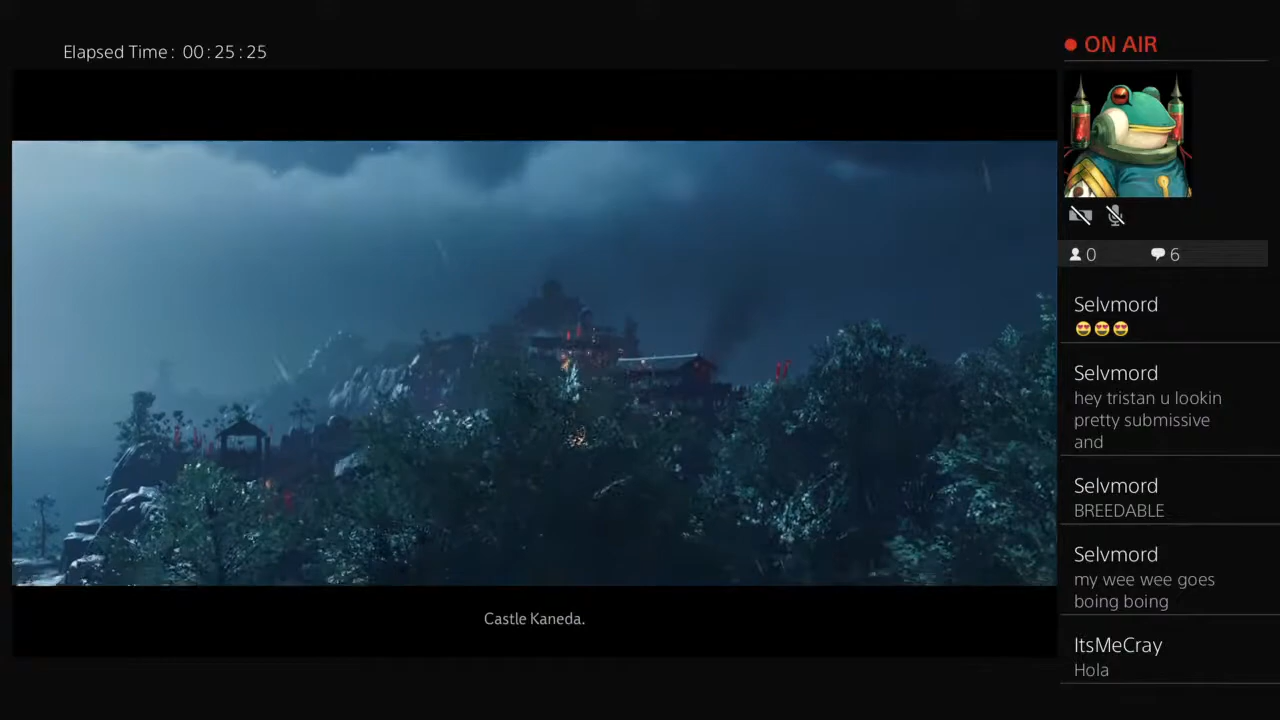 Elapsed Time: 00:25:25
ON AIR
0 6
Selvmord
😍😍😍
Selvmord
hey tristan u lookin
pretty submissive
and
Selvmord
BREEDABLE
Selvmord
my wee wee goes
boing boing
ItsMeCray
Hola
Castle Kaneda.